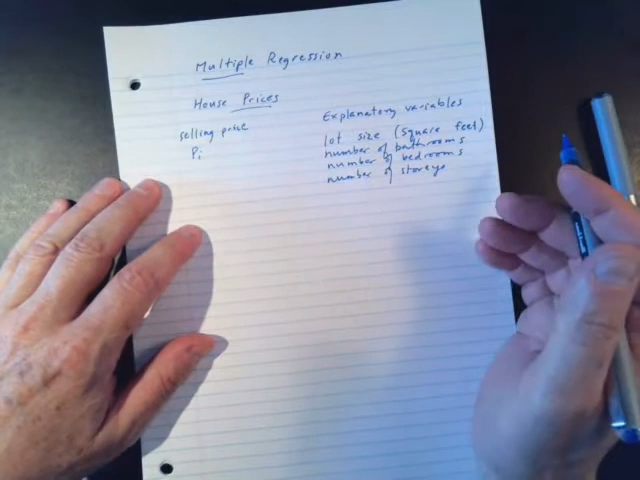 Multiple Regression
House Prices
selling price
Pi
Explanatory variables
lot size (square feet)
number of bathrooms
number of bedrooms
number of storeys